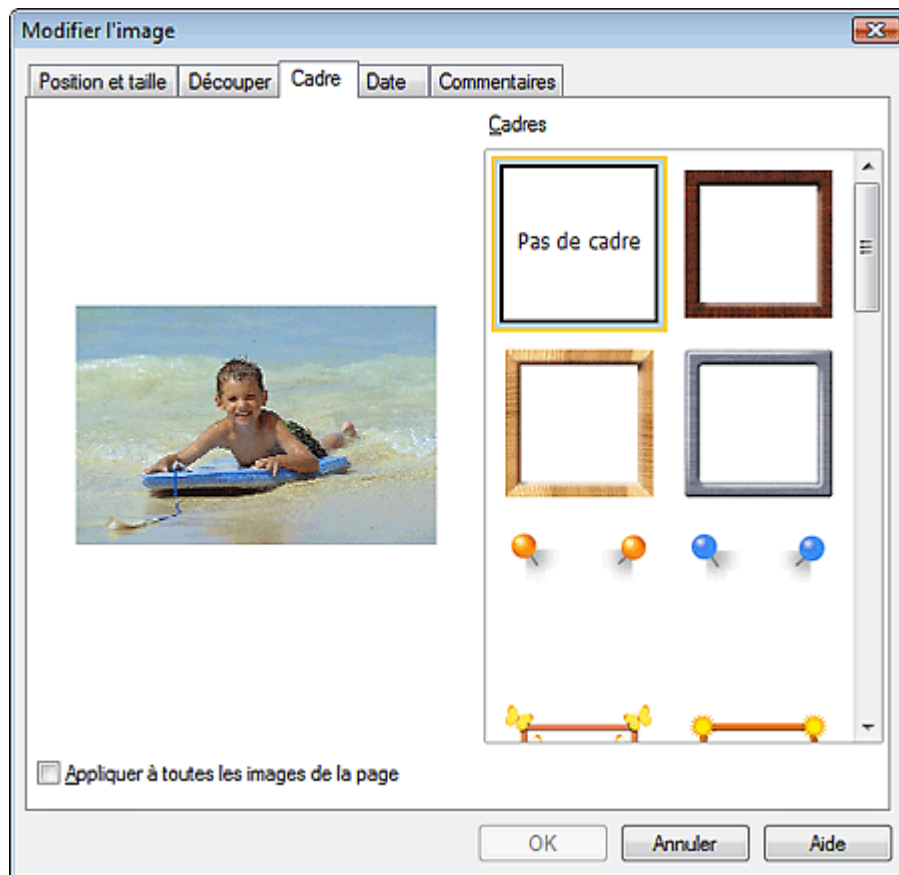 Modifier l'image
Position et taille
Découper
Cadre
Date
Commentaires
Cadres
Pas de cadre
Appliquer à toutes les images de la page
OK
Annuler
Aide